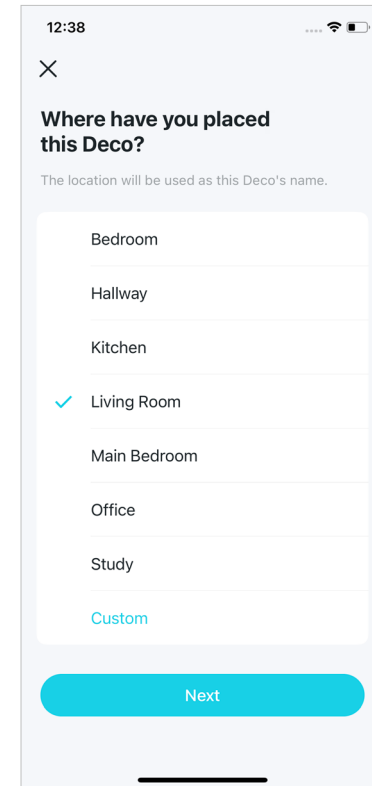 12:38
Where have you placed
this Deco?
The location will be used as this Deco's name.
Bedroom
Hallway
Kitchen
Living Room
Main Bedroom
Office
Study
Custom
Next